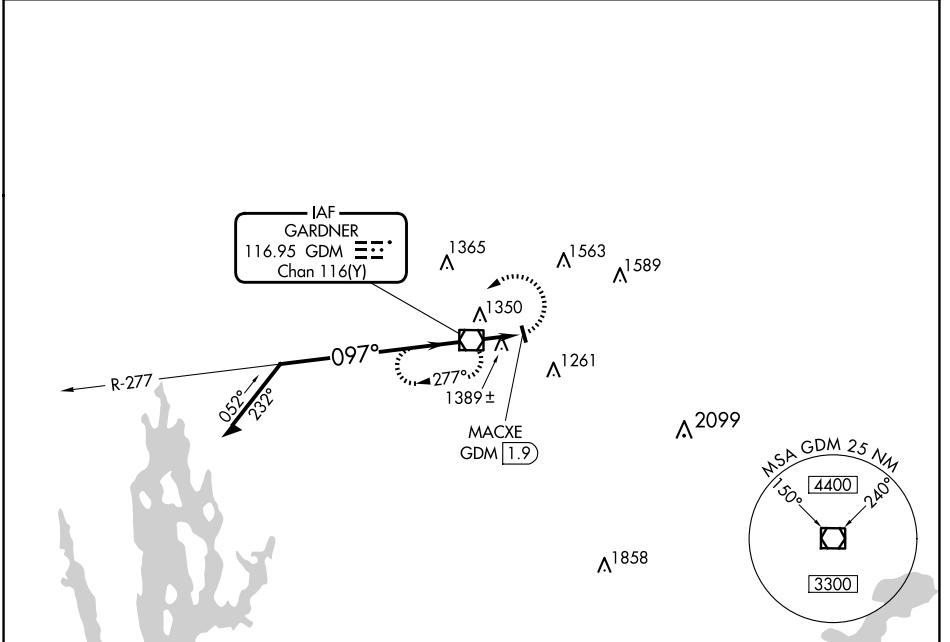 IAF
GARDNER
116.95 GDM
Chan 116(Y)
1365
1563
1589
1350
097°
R-277
277°
1261
052°
232°
1389 ±
MACXE
GDM 1.9
2099
MSA GDM 25 NM
4400
150°
240°
3300
1858